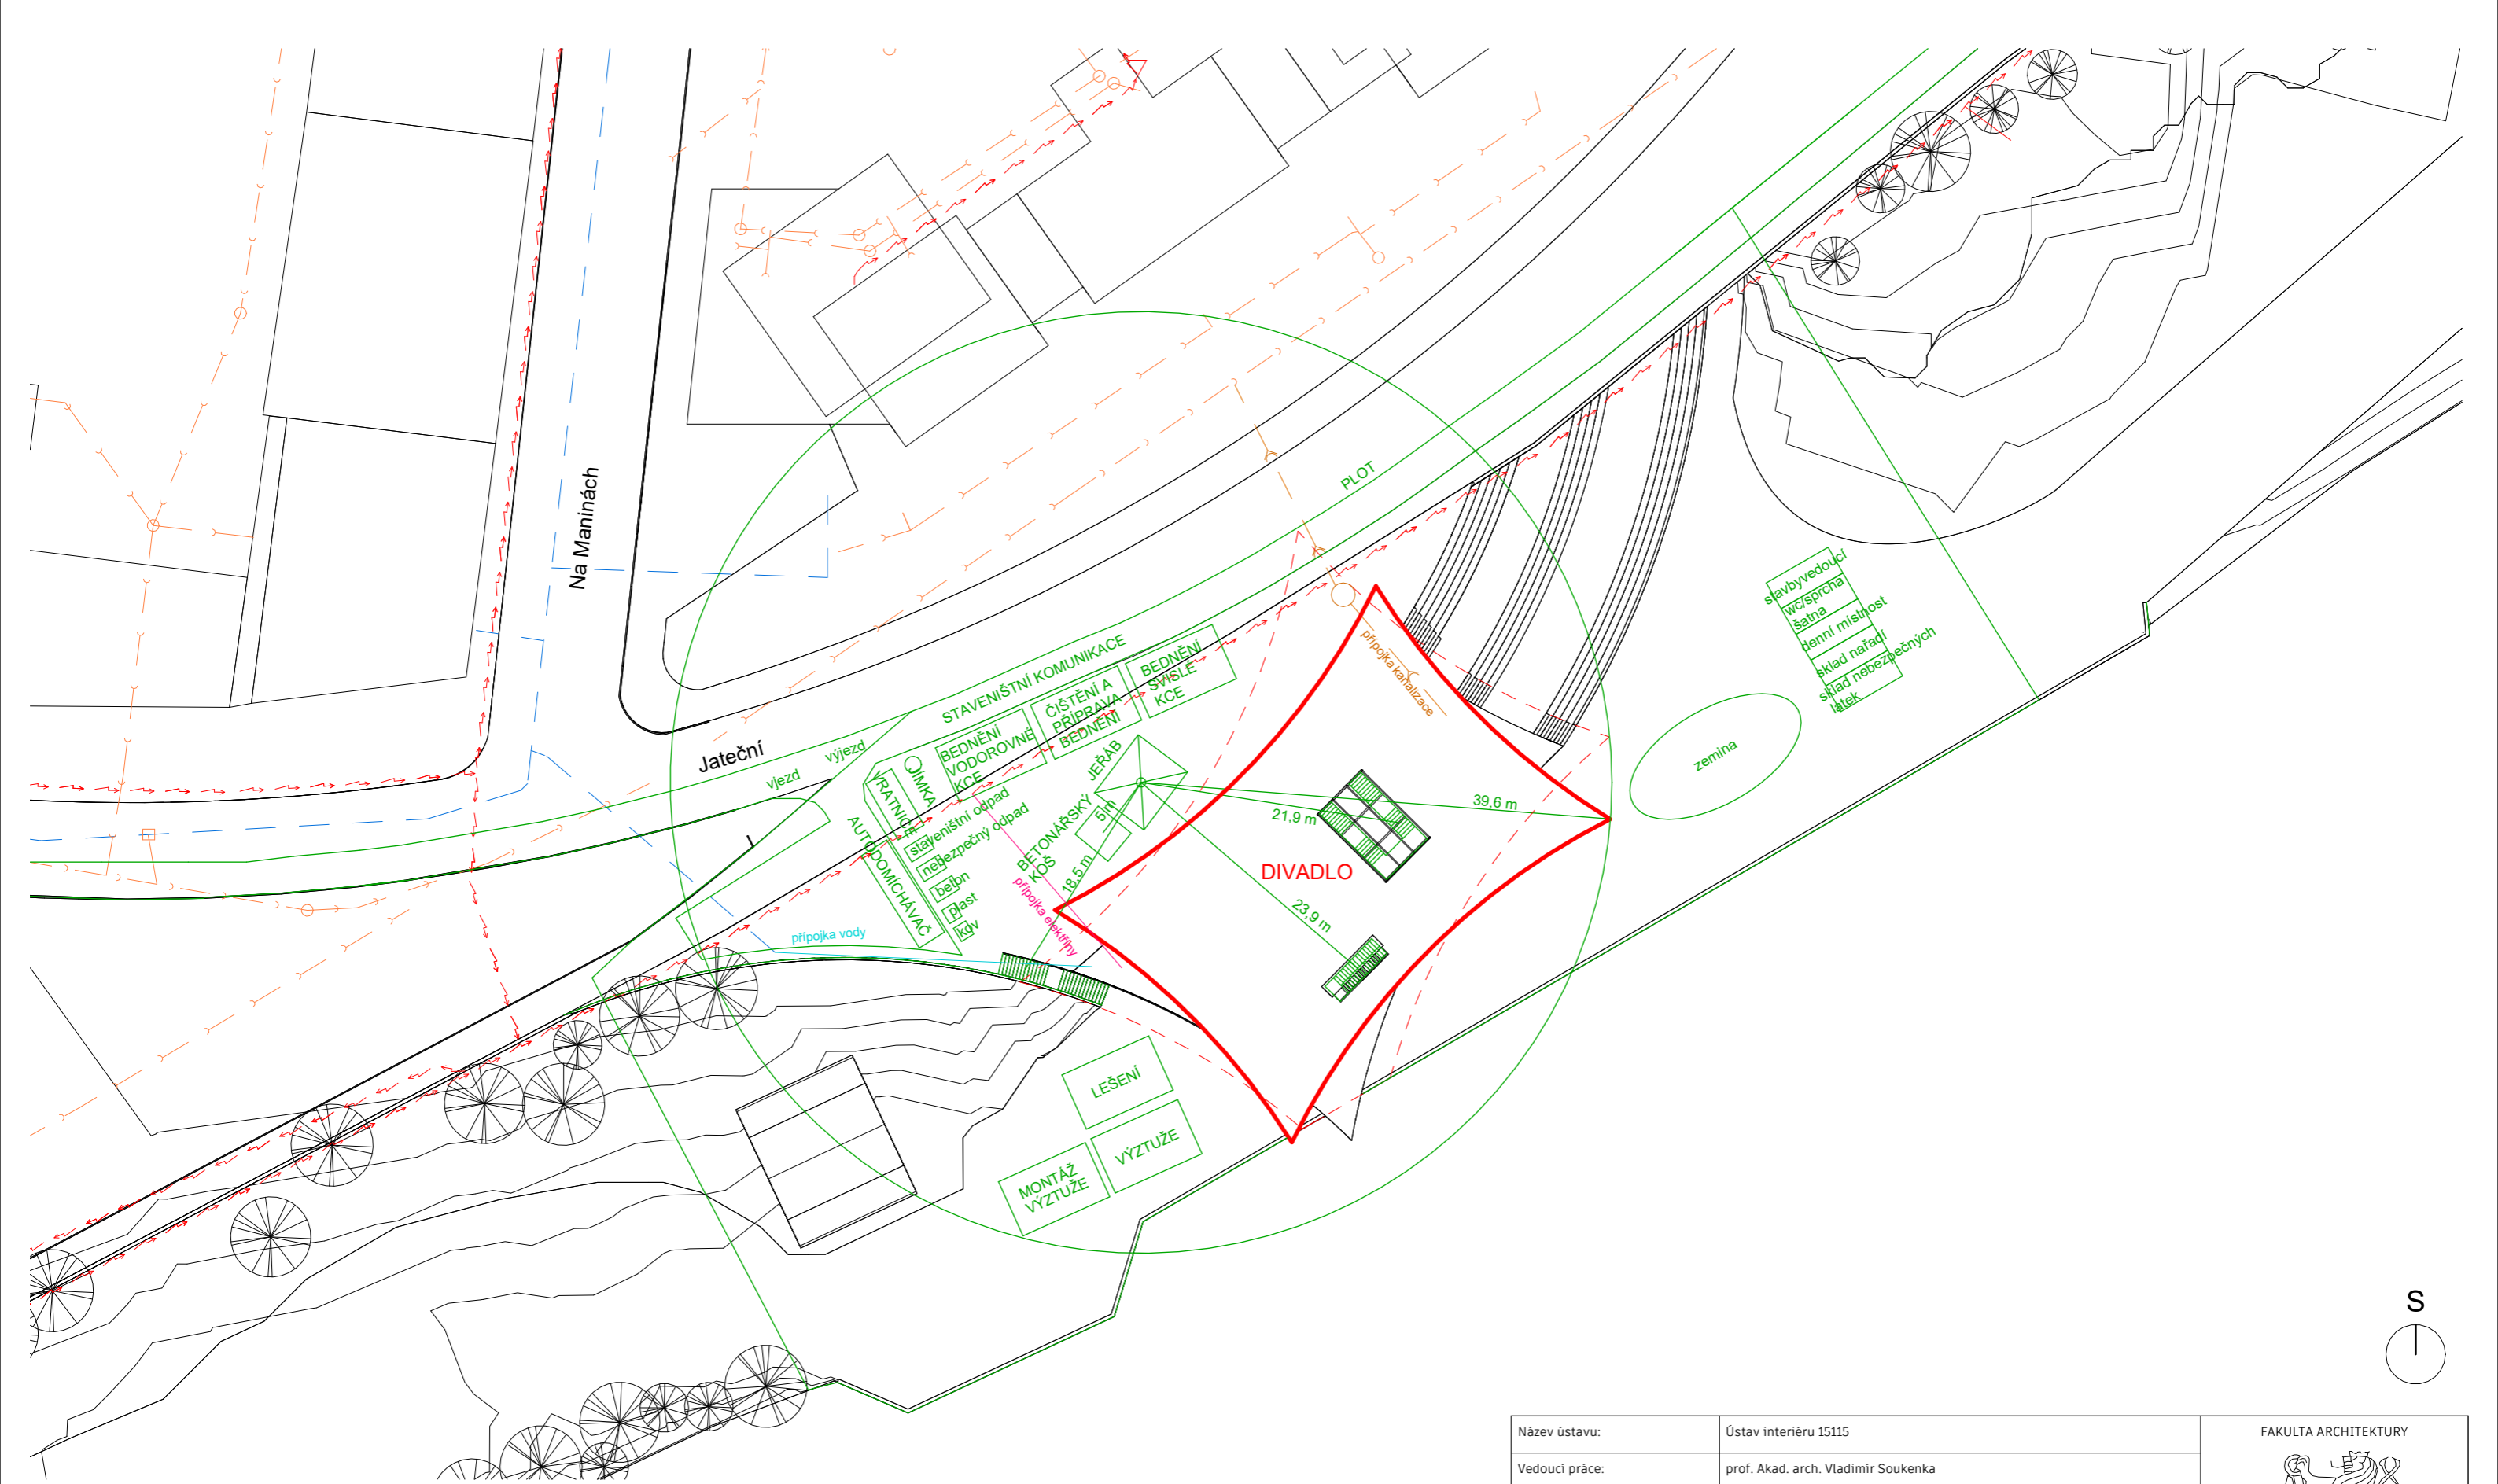 Na Maninách
Jateční
vjezd
výjezd
PLOT
STAVENIŠTNÍ KOMUNIKACE
BEDNĚNÍ
SVISLÉ
KCE
ČIŠTĚNÍ A
PŘÍPRAVA
BEDNĚNÍ
BEDNĚNÍ
VODOROVNÉ
KCE
JÍMKA
VRATNICE
AUTODOMÍCHÁVAČ
staveništní odpad
nebezpečný odpad
beton
plast
kov
JEŘÁB
BETONÁŘSKÝ
KOŠ
5 m
18,5 m
21,9 m
39,6 m
23,9 m
DIVADLO
přípojka kanalizace
přípojka elektřiny
přípojka vody
stavbyvedoucí
wc/sprcha
šatna
denní místnost
sklad nářadí
sklad nebezpečných
látek
zemina
LEŠENÍ
VÝZTUŽE
MONTÁŽ
VÝZTUŽE
S
Název ústavu:
Ústav interiéru 15115
FAKULTA ARCHITEKTURY
Vedoucí práce:
prof. Akad. arch. Vladimír Soukenka